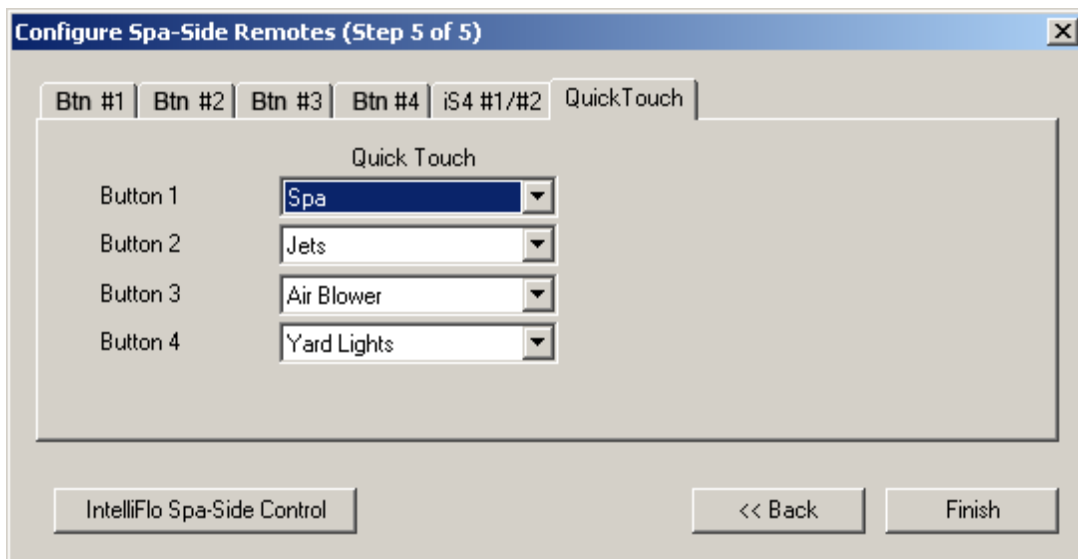 Configure Spa-Side Remotes (Step 5 of 5)
Btn #1 Btn #2 Btn #3 Btn #4 iS4 #1/#2 QuickTouch
Quick Touch
Button 1 Spa
Button 2 Jets
Button 3 Air Blower
Button 4 Yard Lights
IntelliFlo Spa-Side Control << Back Finish